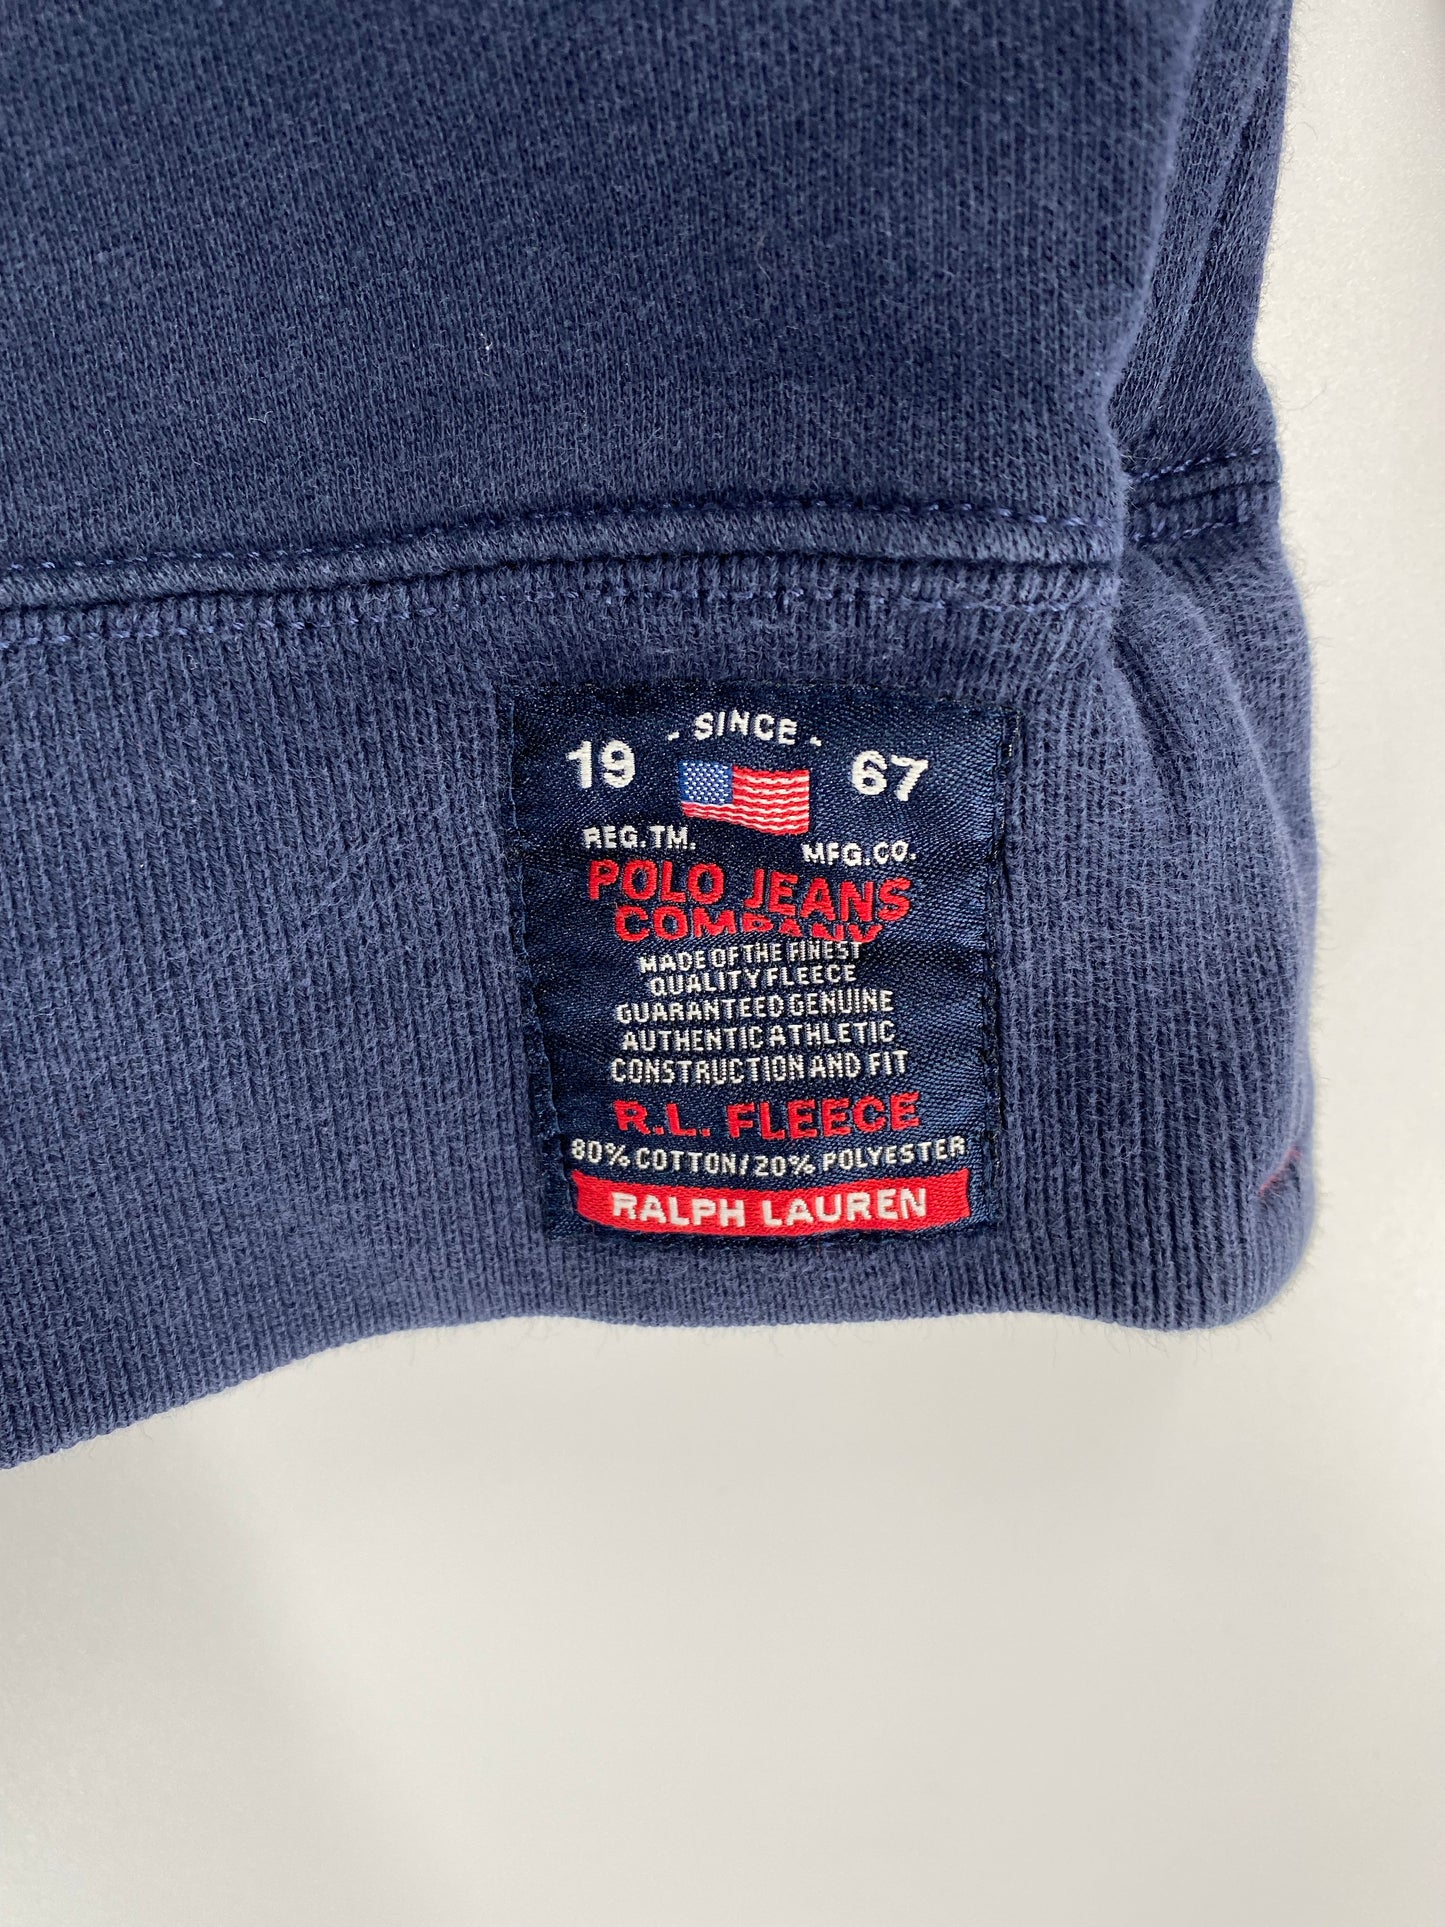 - SINCE -
19 67
REG. TM. MFG. CO.
POLO JEANS
COMPANY
MADE OF THE FINEST
QUALITY FLEECE
GUARANTEED GENUINE
AUTHENTIC ATHLETIC
CONSTRUCTION AND FIT
R.L. FLEECE
80% COTTON/20% POLYESTER
RALPH LAUREN